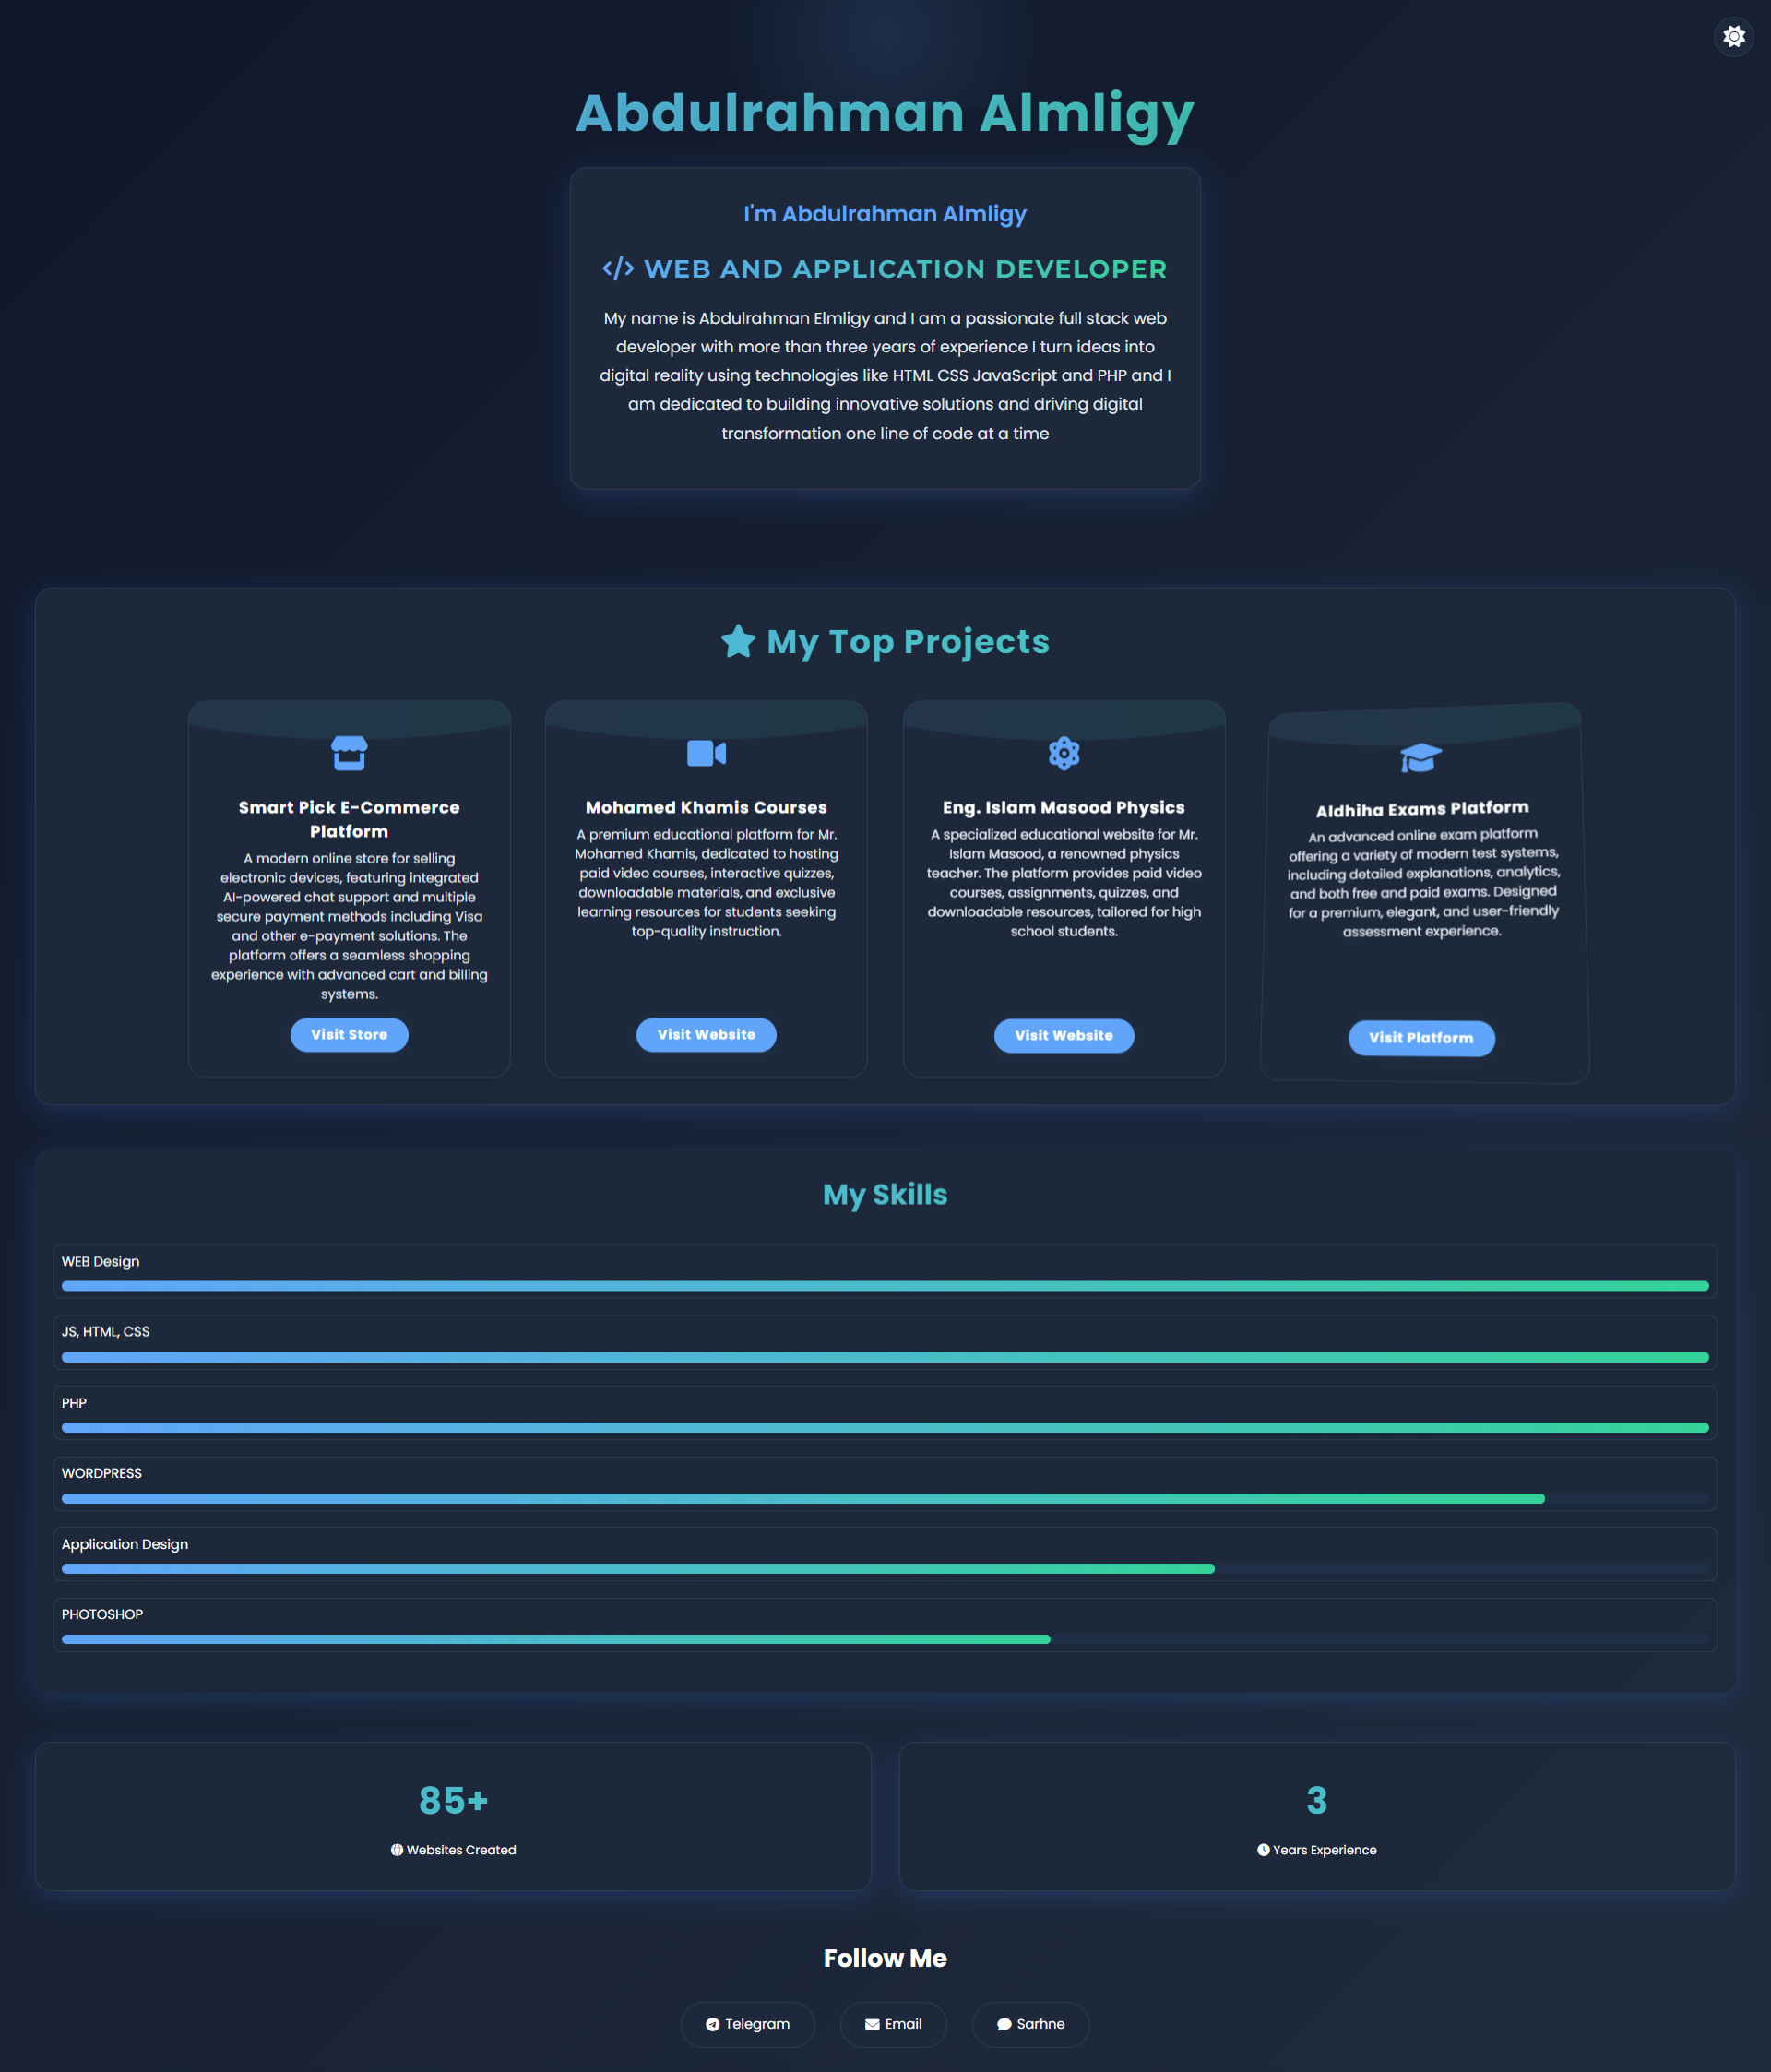 Abdulrahman Almligy
I'm Abdulrahman Almligy
WEB AND APPLICATION DEVELOPER
My name is Abdulrahman Elmligy and I am a passionate full stack web
developer with more than three years of experience I turn ideas into
digital reality using technologies like HTML CSS JavaScript and PHP and I
am dedicated to building innovative solutions and driving digital
transformation one line of code at a time
My Top Projects
Smart Pick E-Commerce
Platform
A modern online store for selling
electronic devices, featuring integrated
AI-powered chat support and multiple
secure payment methods including Visa
and other e-payment solutions. The
platform offers a seamless shopping
experience with advanced cart and billing
systems.
Visit Store
Mohamed Khamis Courses
A premium educational platform for Mr.
Mohamed Khamis, dedicated to hosting
paid video courses, interactive quizzes,
downloadable materials, and exclusive
learning resources for students seeking
top-quality instruction.
Visit Website
Eng. Islam Masood Physics
A specialized educational website for Mr.
Islam Masood, a renowned physics
teacher. The platform provides paid video
courses, assignments, quizzes, and
downloadable resources, tailored for high
school students.
Visit Website
Aldhiha Exams Platform
An advanced online exam platform
offering a variety of modern test systems,
including detailed explanations, analytics,
and both free and paid exams. Designed
for a premium, elegant, and user-friendly
assessment experience.
Visit Platform
My Skills
WEB Design
JS, HTML, CSS
PHP
WORDPRESS
Application Design
PHOTOSHOP
85+
Websites Created
3
Years Experience
Follow Me
Telegram
Email
Sarhne